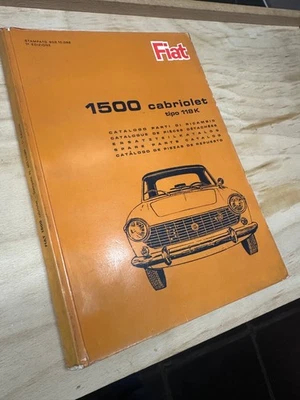 Fiat
1500 cabriolet
tipo 118K
CATALOGO PARTI DI RICAMBIO
CATALOGUE DE PIÈCES DÉTACHÉES
ERSATZTEILKATALOG
SPARE PARTS CATALOG
CATÁLOGO DE PIEZAS DE REPUESTO